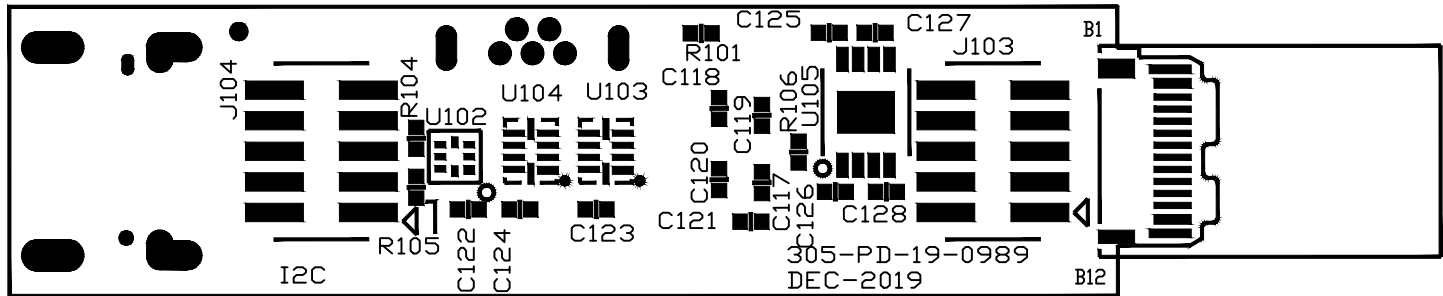 C125
C127
B1
R101
J103
C118
J104
R104
U102
U104
U103
C119
R106
U105
C120
C117
C126
C121
C128
R105
C122
C124
C123
305-PD-19-0989
I2C
DEC-2019
B12